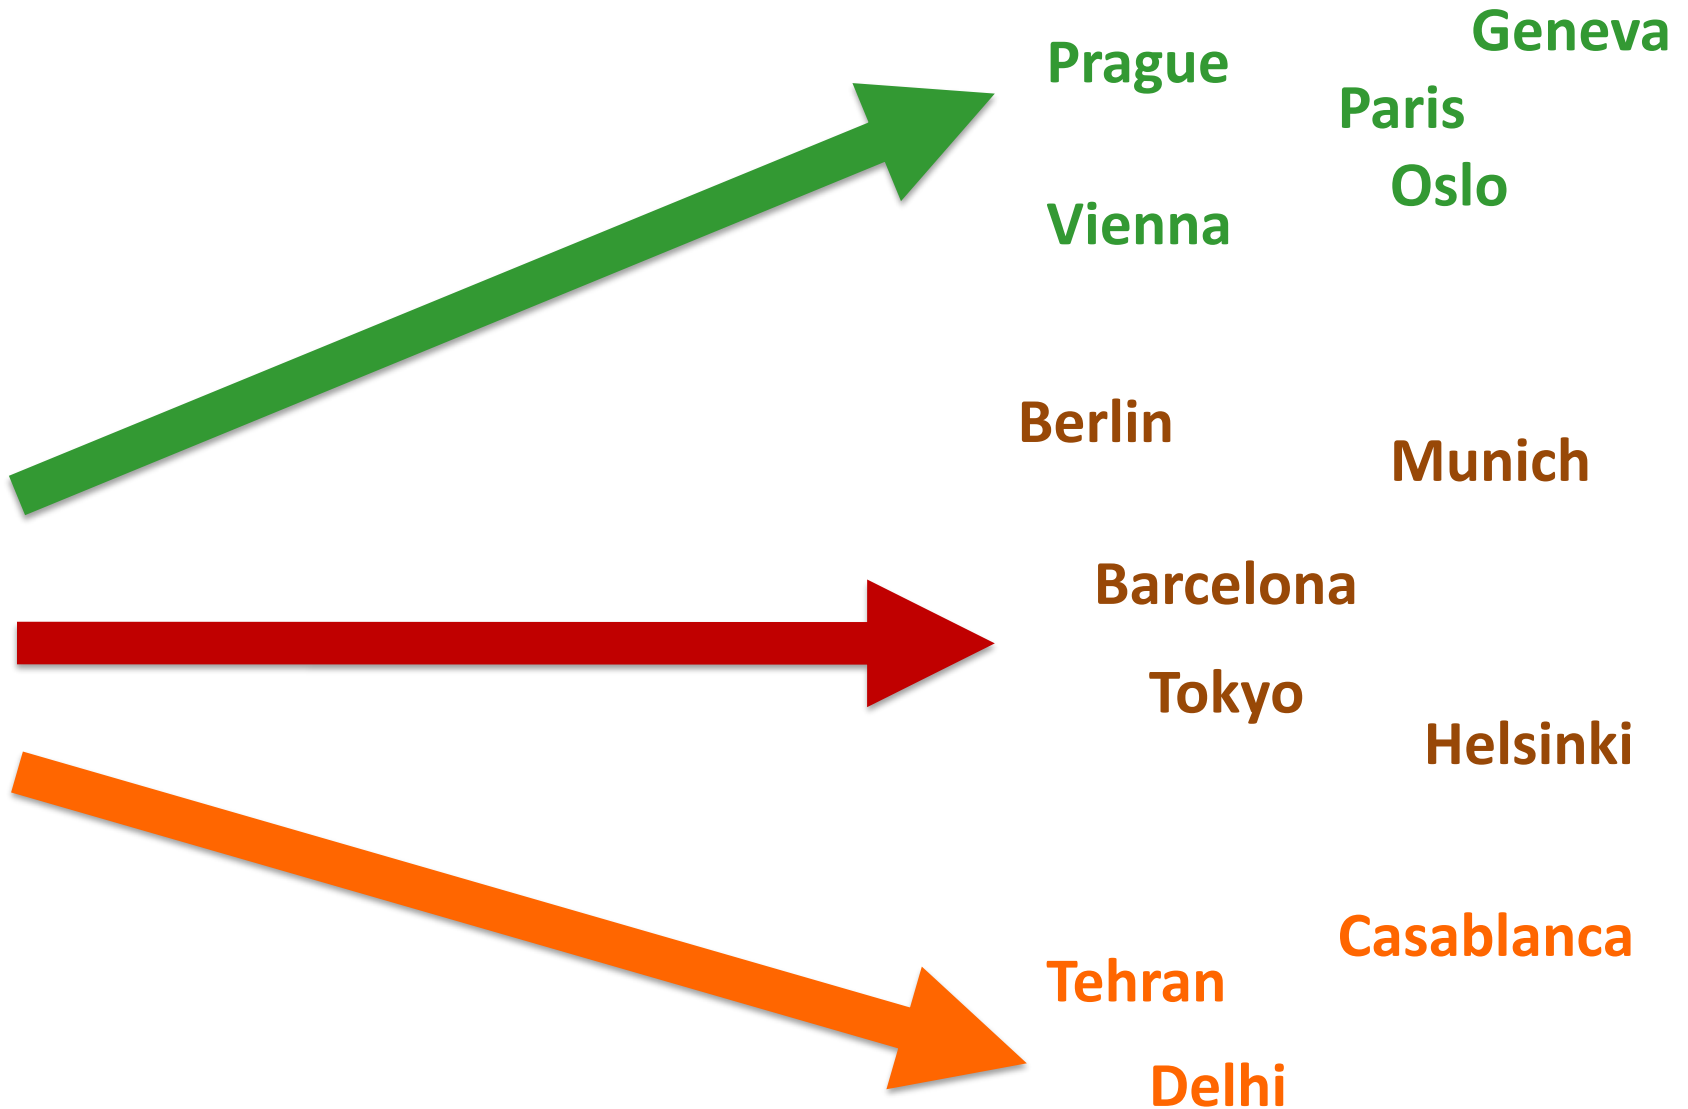 Geneva
Prague
Paris
Oslo
Vienna
Berlin
Munich
Barcelona
Tokyo
Helsinki
Casablanca
Tehran
Delhi